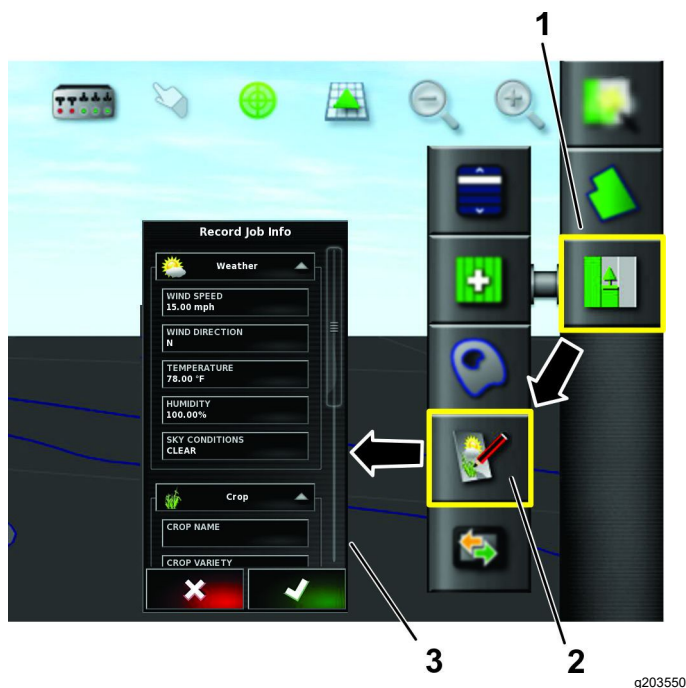 1
Record Job Info
Weather
WIND SPEED
15.00 mph
WIND DIRECTION
N
TEMPERATURE
78.00 °F
HUMIDITY
100.00%
SKY CONDITIONS
CLEAR
Crop
CROP NAME
CROP VARIETY
3
2
g203550